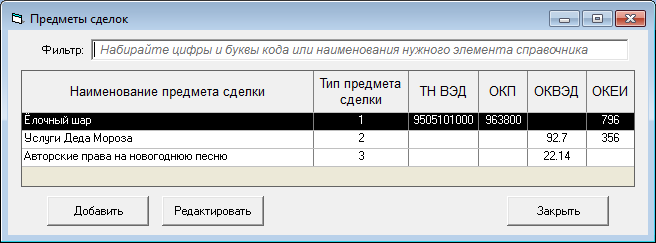 Предметы сделок
Фильтр: Набирайте цифры и буквы кода или наименования нужного элемента справочника
Наименование предмета сделки Тип предмета сделки ТН ВЭД ОКП ОКВЭД ОКЕИ
Ёлочный шар 1 9505101000 963800 796
Услуги Деда Мороза 2 92.7 356
Авторские права на новогоднюю песню 3 22.14
Добавить Редактировать Закрыть